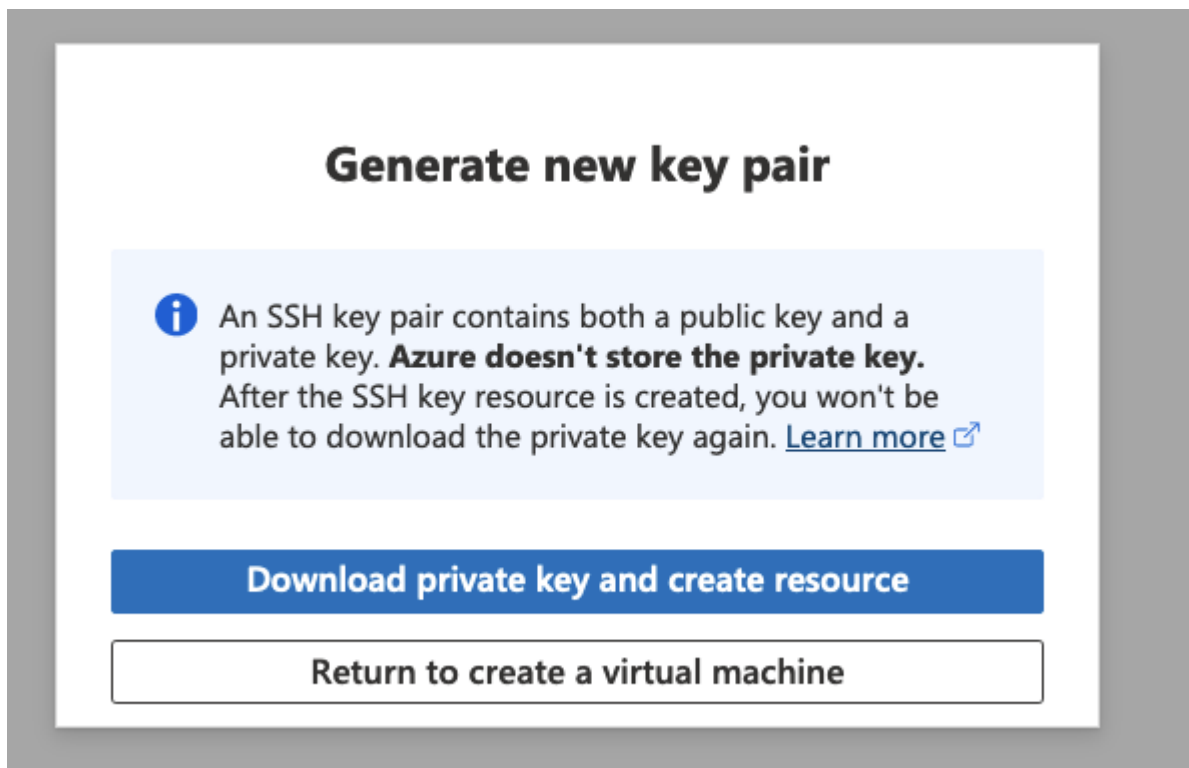 Generate new key pair
An SSH key pair contains both a public key and a
private key. Azure doesn't store the private key.
After the SSH key resource is created, you won't be
able to download the private key again. Learn more
Download private key and create resource
Return to create a virtual machine